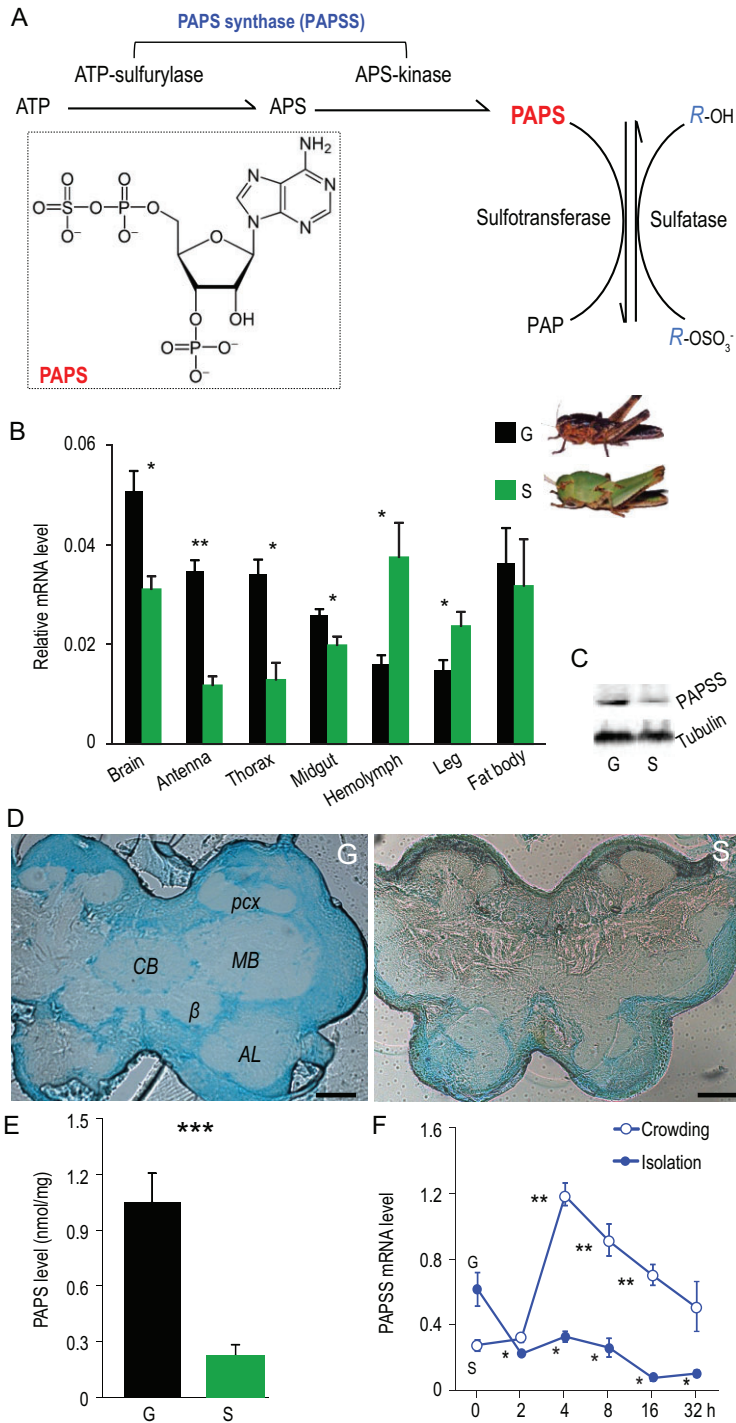 A
PAPS synthase (PAPSS)
ATP-sulfurylase APS-kinase
ATP APS PAPS R-OH
NH₂
N N
N N
O O
O S O P O
O⁻ O⁻
O
O OH
O P O⁻
O⁻
PAPS
Sulfotransferase Sulfatase
PAP R-OSO₃⁻
B
G
S
Relative mRNA level
0.06
0.04
0.02
0
* ** * * * *
Brain Antenna Thorax Midgut Hemolymph Leg Fat body
C
PAPSS
Tubulin
G S
D
G
pcx
CB MB
β
AL
S
E
***
PAPS level (nmol/mg)
1.5
1.2
0.9
0.6
0.3
0
G S
F
Crowding
Isolation
PAPSS mRNA level
1.6
1.2
0.8
0.4
0
G
S
** ** **
* * * * *
0 2 4 8 16 32 h